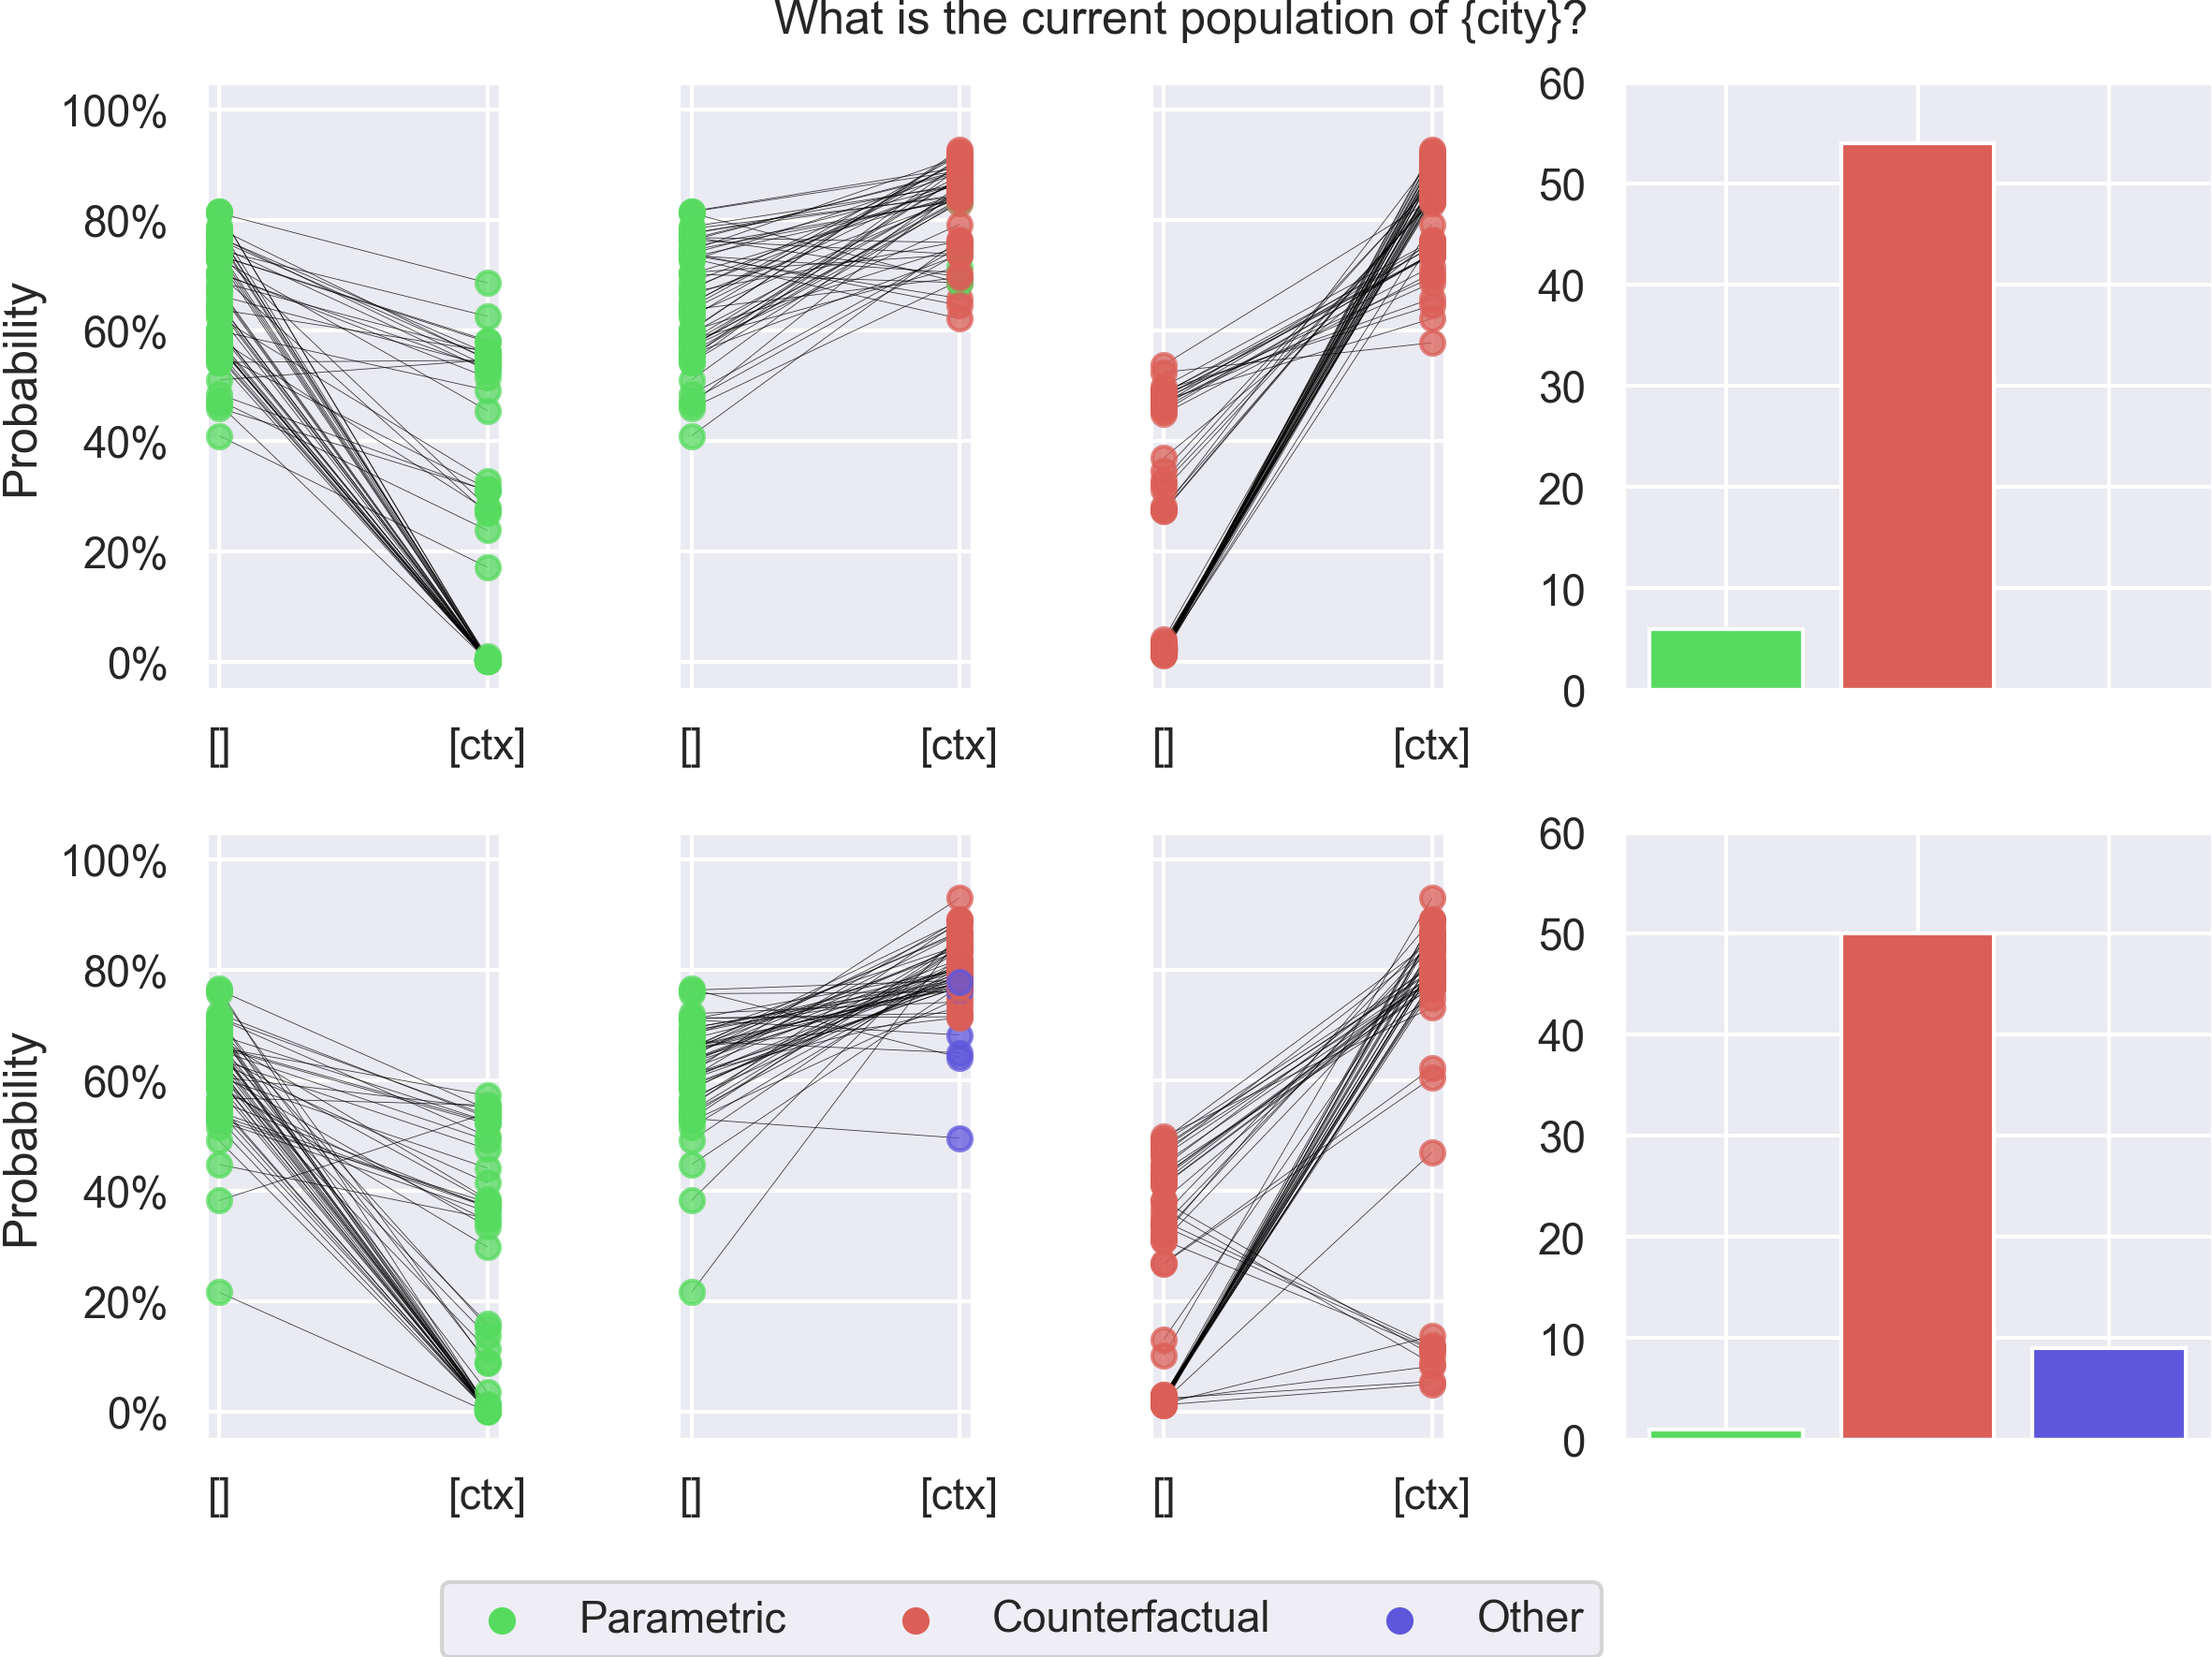 What is the current population of {city}?
Probability
100%
80%
60%
40%
20%
0%
[]
[ctx]
[]
[ctx]
[]
[ctx]
60
50
40
30
20
10
0
Probability
100%
80%
60%
40%
20%
0%
[]
[ctx]
[]
[ctx]
[]
[ctx]
60
50
40
30
20
10
0
Parametric
Counterfactual
Other